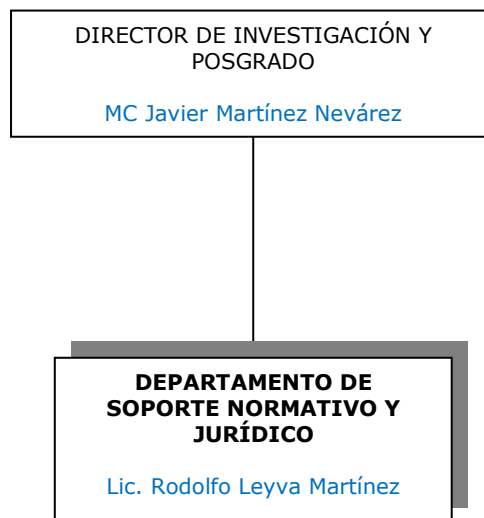 DIRECTOR DE INVESTIGACIÓN Y
POSGRADO
MC Javier Martínez Nevárez
DEPARTAMENTO DE
SOPORTE NORMATIVO Y
JURÍDICO
Lic. Rodolfo Leyva Martínez